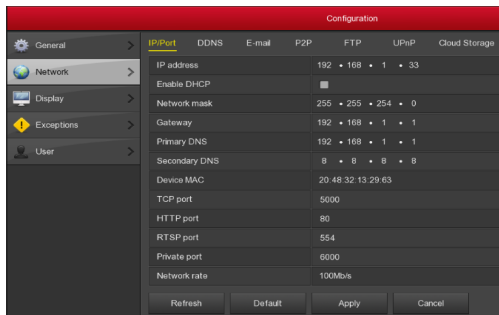 Configuration
General >
Network >
Display >
Exceptions >
User >
IP/Port DDNS E-mail P2P FTP UPnP Cloud Storage
IP address 192 • 168 • 1 • 33
Enable DHCP
Network mask 255 • 255 • 254 • 0
Gateway 192 • 168 • 1 • 1
Primary DNS 192 • 168 • 1 • 1
Secondary DNS 8 • 8 • 8 • 8
Device MAC 20:48:32:13:29:63
TCP port 5000
HTTP port 80
RTSP port 554
Private port 6000
Network rate 100Mb/s
Refresh Default Apply Cancel